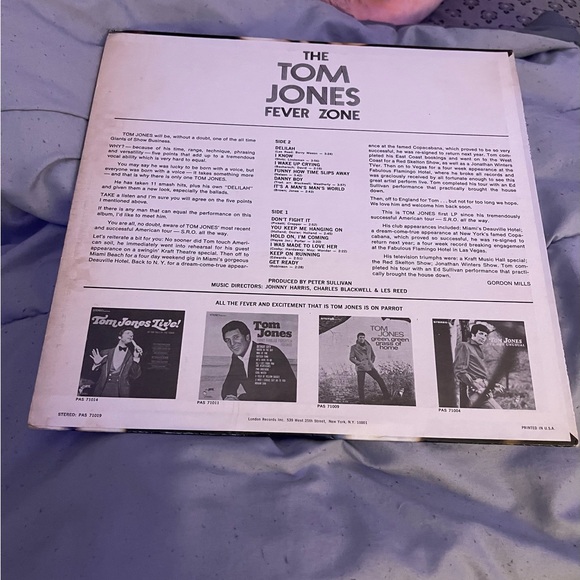 THE
TOM
JONES
FEVER ZONE
TOM JONES will be, without a doubt, one of the all time
Giants of Show Business.
WHY?—because of his time, range, technique, phrasing
and versatility — five points that add up to a tremendous
vocal ability which is very hard to equal.
You may say he was lucky to be born with a voice, but
everyone was born with a voice — it takes something more
— and that is why there is only one TOM JONES.
He has taken 11 smash hits, plus his own "DELILAH"
and given them a new look, especially the ballads.
TAKE a listen and I'm sure you will agree on the five points
I mentioned above.
If there is any man that can equal the performance on this
album, I'd like to meet him.
You are all, no doubt, aware of TOM JONES' most recent
and successful American tour — S.R.O. all the way.
Let's reiterate a bit for you: No sooner did Tom touch Ameri-
can soil, he immediately went into rehearsal for his guest
appearance on a swingin' Kraft Theatre special. Than off to
Miami Beach for a four day weekend gig in Miami's gorgeous
Deauville Hotel. Back to N. Y. for a dream-come-true appear-
SIDE 2
DELILAH
I KNOW
I WAKE UP CRYING
FUNNY HOW TIME SLIPS AWAY
DANNY BOY
IT'S A MAN'S MAN'S WORLD
SIDE 1
DON'T FIGHT IT
YOU KEEP ME HANGING ON
HOLD ON, I'M COMING
I WAS MADE TO LOVE HER
KEEP ON RUNNING
GET READY
ance at the famed Copacabana, which proved to be so very
successful, he was re-signed to return next year. Tom com-
pleted his East Coast bookings and went on to the West
Coast for a Red Skelton Show, as well as a Jonathan Winters
TVer. Then on to Vegas for a four week appearance at the
Fabulous Flamingo Hotel, where he broke all records and
was critically acclaimed by all fortunate enough to see this
great artist perform live. Tom completed his four with an Ed
Sullivan performance that practically brought the house
down.
Then, off to England for Tom . . . but not for too long we hope.
We love him and welcome him back soon.
This is TOM JONES' first LP since his tremendously
successful American tour — S.R.O. all the way.
His club appearances included: Miami's Deauville Hotel,
a dream-come-true appearance at New York's famed Copa-
cabana, which proved so successful, he was re-signed to
return next year; a four week record breaking engagement
at the Fabulous Flamingo Hotel in Las Vegas.
His television triumphs were: a Kraft Music Hall special;
the Red Skelton Show; Jonathan Winters Show. Tom com-
pleted his four with an Ed Sullivan performance that practi-
cally brought the house down.
GORDON MILLS
PRODUCED BY PETER SULLIVAN
MUSIC DIRECTORS: JOHNNY HARRIS, CHARLES BLACKWELL & LES REED
ALL THE FEVER AND EXCITEMENT THAT IS TOM JONES IS ON PARROT
Tom Jones Live!
Tom
Jones
TOM
JONES
green, green
grass of
home
TOM JONES
PAS 71014
PAS 71011
PAS 71009
PAS 71004
STEREO: PAS 71019
London Records Inc. 539 West 25th Street, New York, N.Y. 10001
PRINTED IN U.S.A.